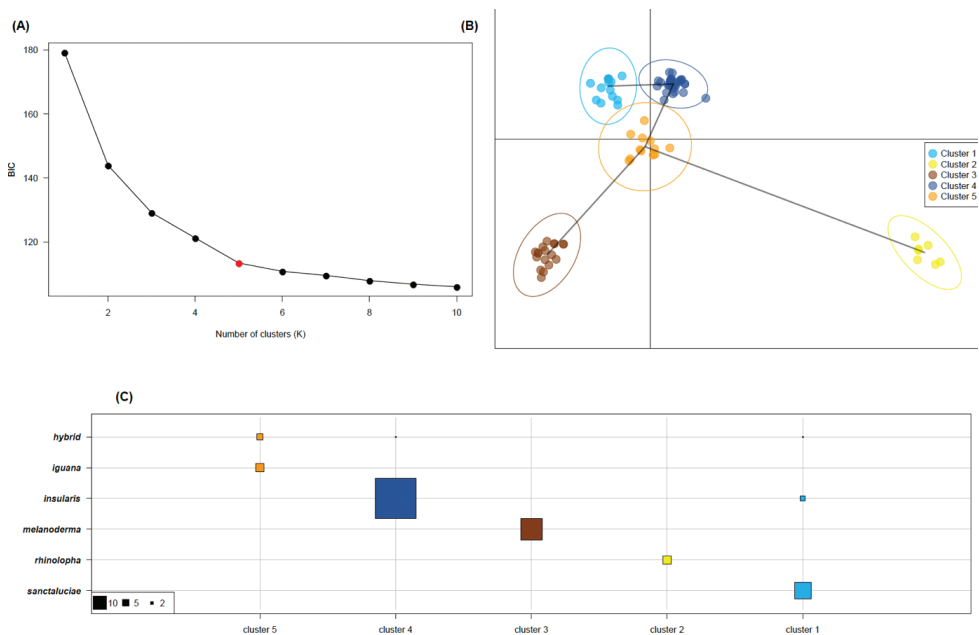 (A)
180
160
140
120
BIC
2
4
6
8
10
Number of clusters (K)
(B)
Cluster 1
Cluster 2
Cluster 3
Cluster 4
Cluster 5
(C)
hybrid
iguana
insularis
melanoderma
rhinolopha
sanctaluciae
10 5 2
cluster 5 cluster 4 cluster 3 cluster 2 cluster 1